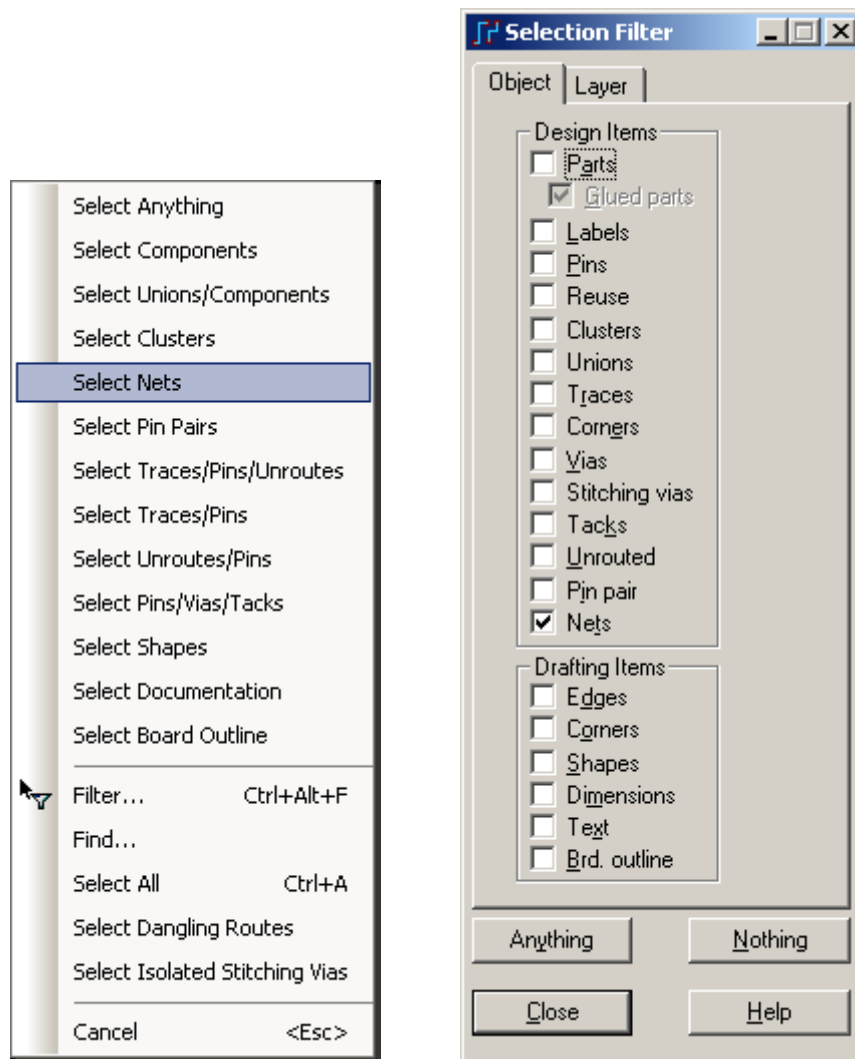 Select Anything
Select Components
Select Unions/Components
Select Clusters
Select Nets
Select Pin Pairs
Select Traces/Pins/Unroutes
Select Traces/Pins
Select Unroutes/Pins
Select Pins/Vias/Tacks
Select Shapes
Select Documentation
Select Board Outline
Filter... Ctrl+Alt+F
Find...
Select All Ctrl+A
Select Dangling Routes
Select Isolated Stitching Vias
Cancel <Esc>
Selection Filter
Object Layer
Design Items
Parts
Glued parts
Labels
Pins
Reuse
Clusters
Unions
Traces
Corners
Vias
Stitching vias
Tacks
Unrouted
Pin pair
Nets
Drafting Items
Edges
Corners
Shapes
Dimensions
Text
Brd. outline
Anything Nothing
Close Help